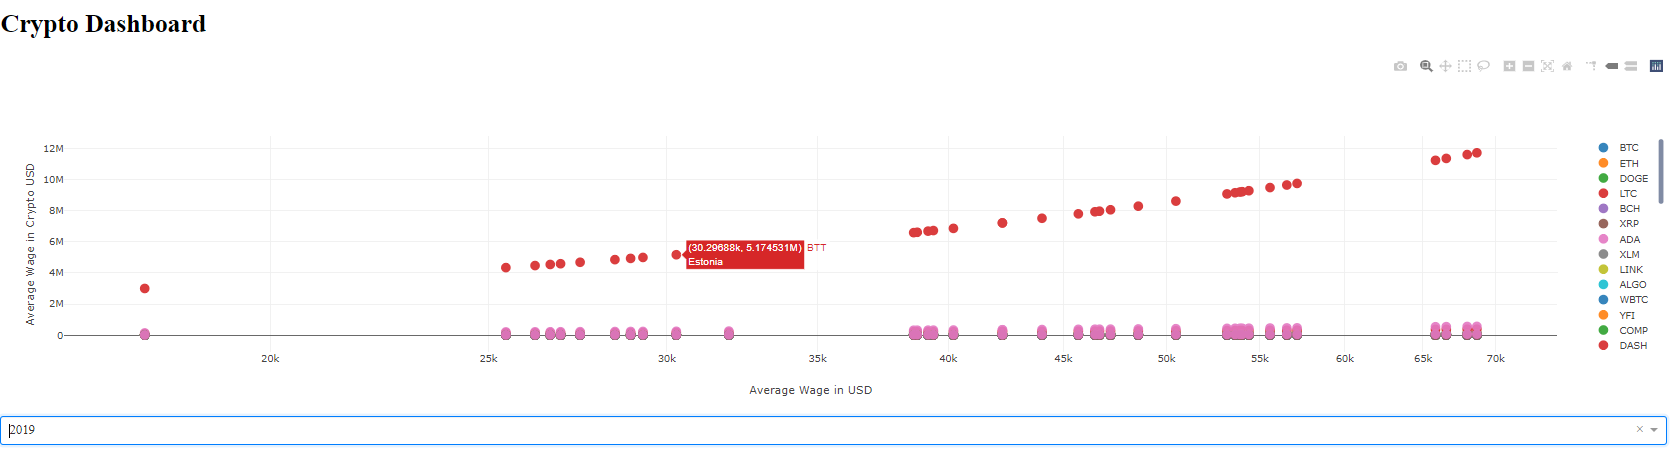 Crypto Dashboard
12M
10M
8M
6M
4M
2M
0
Average Wage in Crypto USD
(30.29688k, 5.174531M) BTT
Estonia
20k 25k 30k 35k 40k 45k 50k 55k 60k 65k 70k
Average Wage in USD
BTC
ETH
DOGE
LTC
BCH
XRP
ADA
XLM
LINK
ALGO
WBTC
YFI
COMP
DASH
2019 ×